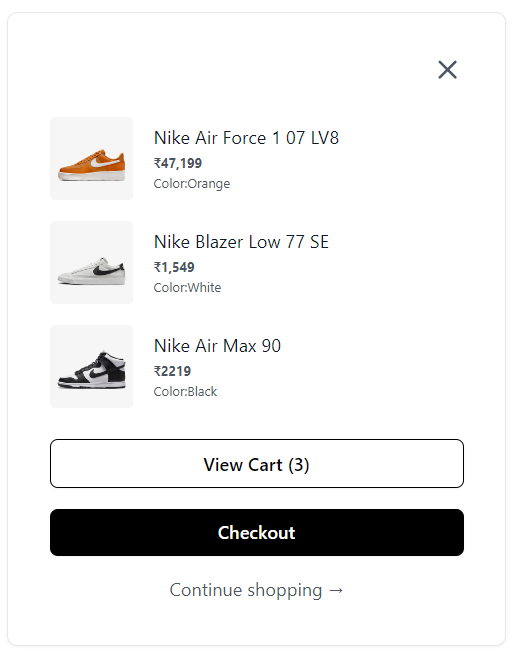 Nike Air Force 1 07 LV8
₹47,199
Color:Orange
Nike Blazer Low 77 SE
₹1,549
Color:White
Nike Air Max 90
₹2219
Color:Black
View Cart (3)
Checkout
Continue shopping →